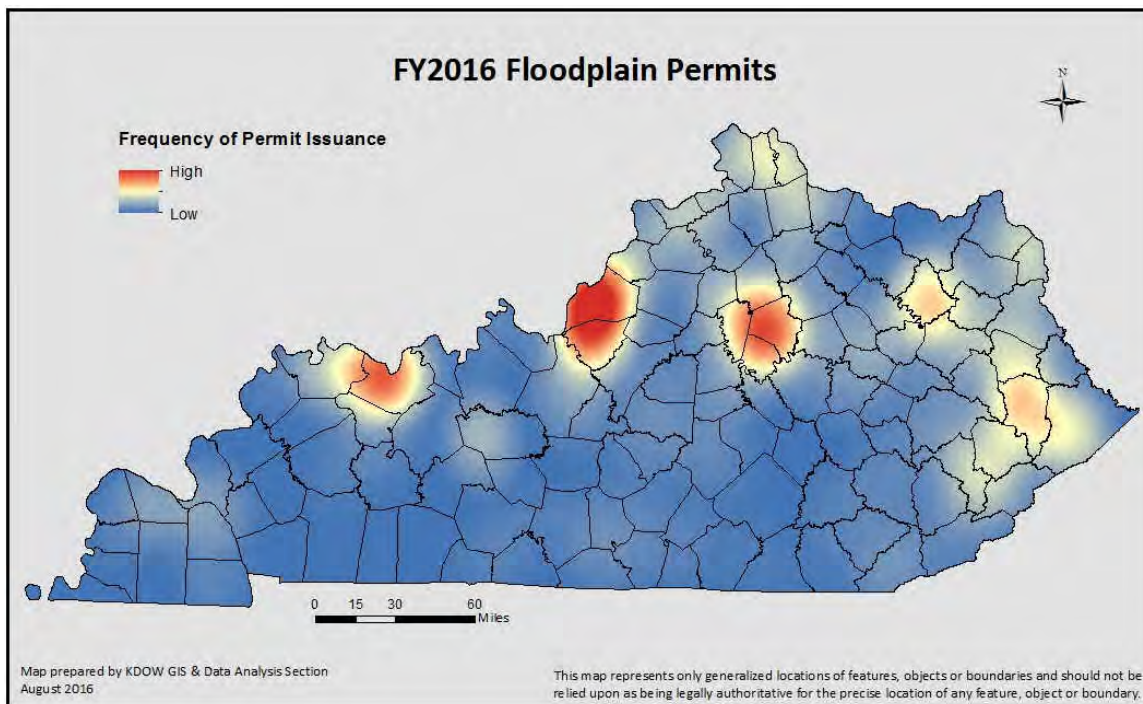 FY2016 Floodplain Permits
N
Frequency of Permit Issuance
High
Low
0 15 30 60
Miles
Map prepared by KDOW GIS & Data Analysis Section
August 2016
This map represents only generalized locations of features, objects or boundaries and should not be
relied upon as being legally authoritative for the precise location of any feature, object or boundary.